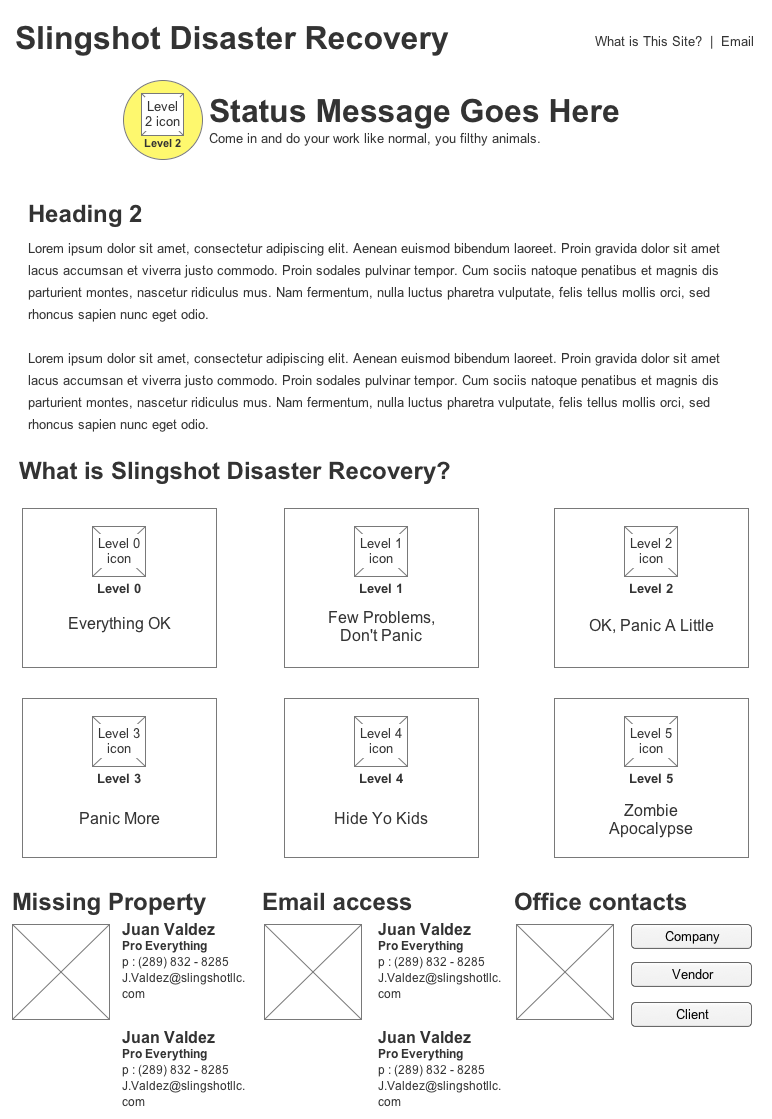 Slingshot Disaster Recovery
What is This Site? | Email
Level
2 icon
Level 2
Status Message Goes Here
Come in and do your work like normal, you filthy animals.
Heading 2
Lorem ipsum dolor sit amet, consectetur adipiscing elit. Aenean euismod bibendum laoreet. Proin gravida dolor sit amet
lacus accumsan et viverra justo commodo. Proin sodales pulvinar tempor. Cum sociis natoque penatibus et magnis dis
parturient montes, nascetur ridiculus mus. Nam fermentum, nulla luctus pharetra vulputate, felis tellus mollis orci, sed
rhoncus sapien nunc eget odio.
Lorem ipsum dolor sit amet, consectetur adipiscing elit. Aenean euismod bibendum laoreet. Proin gravida dolor sit amet
lacus accumsan et viverra justo commodo. Proin sodales pulvinar tempor. Cum sociis natoque penatibus et magnis dis
parturient montes, nascetur ridiculus mus. Nam fermentum, nulla luctus pharetra vulputate, felis tellus mollis orci, sed
rhoncus sapien nunc eget odio.
What is Slingshot Disaster Recovery?
Level 0
icon
Level 0
Everything OK
Level 1
icon
Level 1
Few Problems,
Don't Panic
Level 2
icon
Level 2
OK, Panic A Little
Level 3
icon
Level 3
Panic More
Level 4
icon
Level 4
Hide Yo Kids
Level 5
icon
Level 5
Zombie
Apocalypse
Missing Property
Juan Valdez
Pro Everything
p : (289) 832 - 8285
J.Valdez@slingshotllc.
com
Juan Valdez
Pro Everything
p : (289) 832 - 8285
J.Valdez@slingshotllc.
com
Email access
Juan Valdez
Pro Everything
p : (289) 832 - 8285
J.Valdez@slingshotllc.
com
Juan Valdez
Pro Everything
p : (289) 832 - 8285
J.Valdez@slingshotllc.
com
Office contacts
Company
Vendor
Client